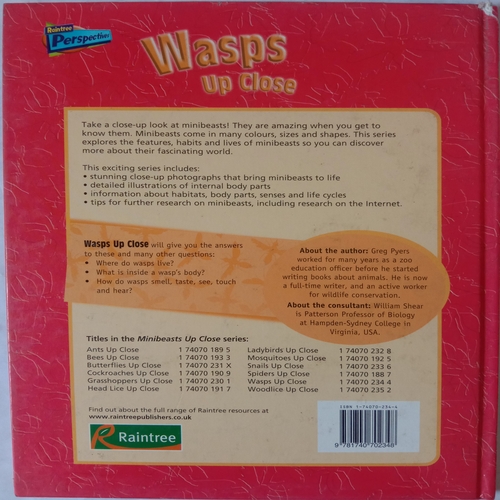 Raintree
Perspectives
Wasps
Up Close
Take a close-up look at minibeasts! They are amazing when you get to
know them. Minibeasts come in many colours, sizes and shapes. This series
explores the features, habits and lives of minibeasts so you can discover
more about their fascinating world.
This exciting series includes:
• stunning close-up photographs that bring minibeasts to life
• detailed illustrations of internal body parts
• information about habitats, body parts, senses and life cycles
• tips for further research on minibeasts, including research on the Internet.
Wasps Up Close will give you the answers
to these and many other questions:
• Where do wasps live?
• What is inside a wasp's body?
• How do wasps smell, taste, see, touch
and hear?
About the author: Greg Pyers
worked for many years as a zoo
education officer before he started
writing books about animals. He is now
a full-time writer, and an active worker
for wildlife conservation.
About the consultant: William Shear
is Patterson Professor of Biology
at Hampden-Sydney College in
Virginia, USA.
Titles in the Minibeasts Up Close series:
Ants Up Close 1 74070 189 5
Bees Up Close 1 74070 193 3
Butterflies Up Close 1 74070 231 X
Cockroaches Up Close 1 74070 190 9
Grasshoppers Up Close 1 74070 230 1
Head Lice Up Close 1 74070 191 7
Ladybirds Up Close 1 74070 232 8
Mosquitoes Up Close 1 74070 192 5
Snails Up Close 1 74070 233 6
Spiders Up Close 1 74070 188 7
Wasps Up Close 1 74070 234 4
Woodlice Up Close 1 74070 235 2
Find out about the full range of Raintree resources at
www.raintreepublishers.co.uk
R Raintree
ISBN 1-74070-234-4
9 781740 702348